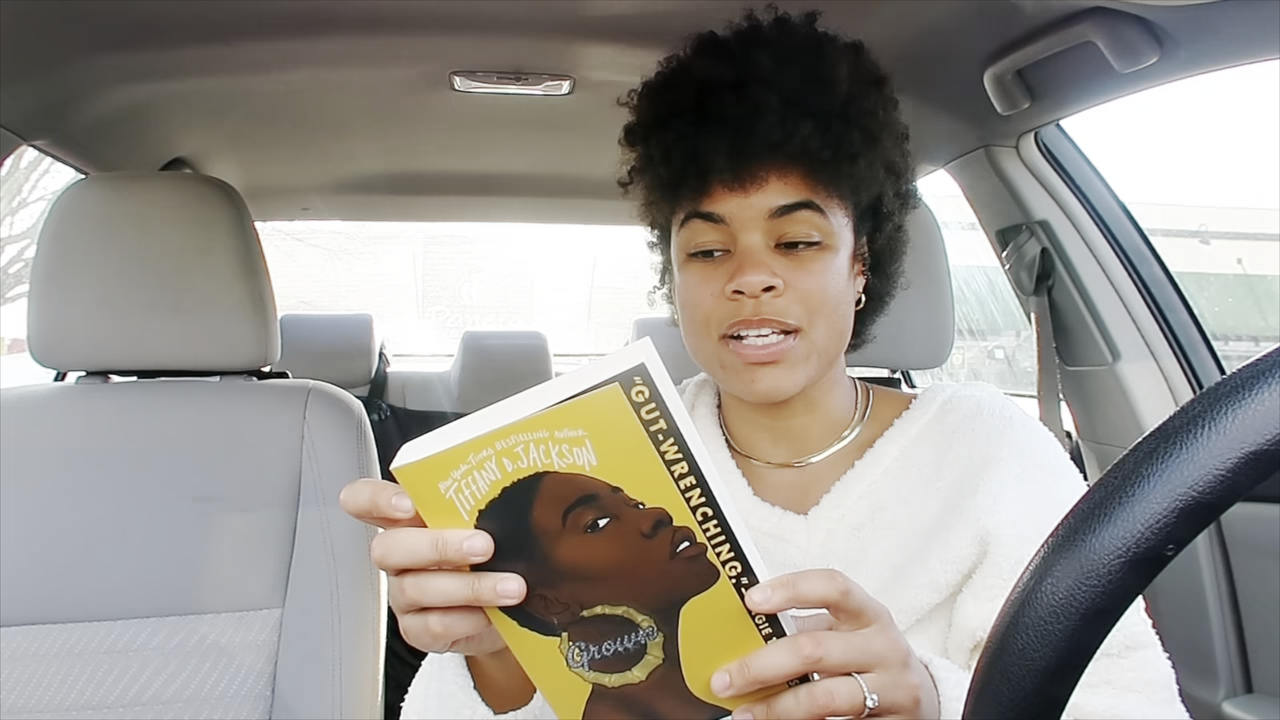 New York Times BESTSELLING AUTHOR
TIFFANY D. JACKSON
"GUT-WRENCHING."
Grown